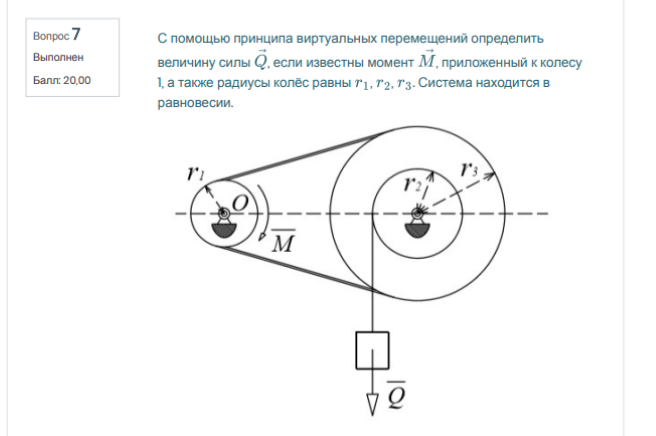 Вопрос 7
Выполнен
Балл: 20,00
С помощью принципа виртуальных перемещений определить
величину силы Q⃗, если известны момент M⃗, приложенный к колесу
1, а также радиусы колёс равны r₁, r₂, r₃. Система находится в
равновесии.
r₁
O
M̅
r₂
r₃
Q̅